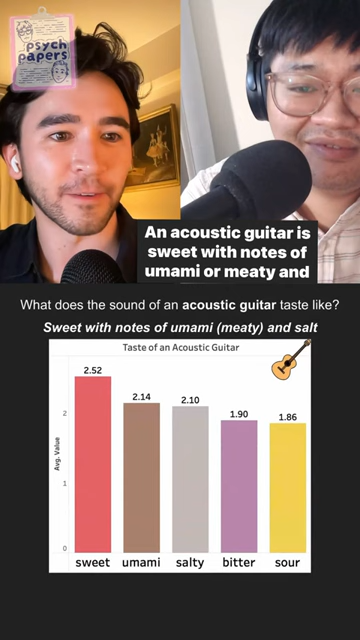 psych
papers
An acoustic guitar is
sweet with notes of
umami or meaty and
What does the sound of an acoustic guitar taste like?
Sweet with notes of umami (meaty) and salt
Taste of an Acoustic Guitar
Avg. Value
2
1
0
2.52
2.14
2.10
1.90
1.86
sweet
umami
salty
bitter
sour